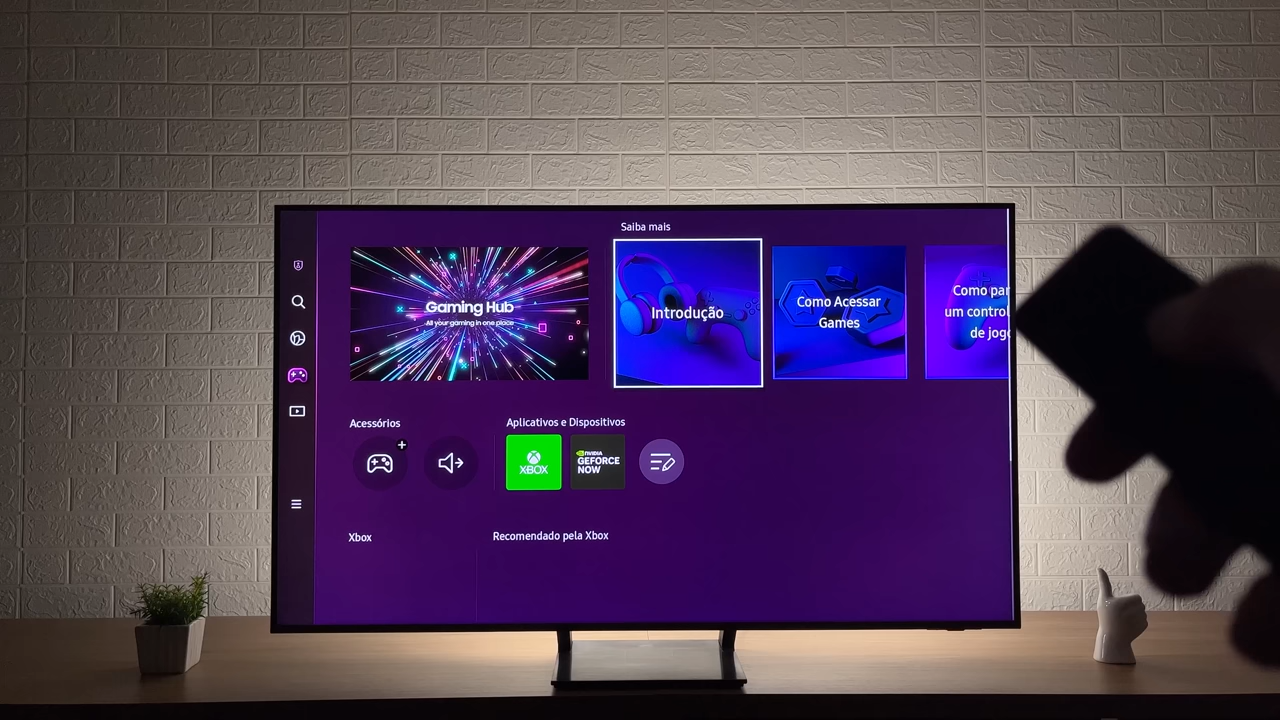 Saiba mais
Gaming Hub
All your gaming in one place
Introdução
Como Acessar
Games
Como par
um control
de jogo
Acessórios
Aplicativos e Dispositivos
XBOX
NVIDIA
GEFORCE
NOW
Xbox
Recomendado pela Xbox